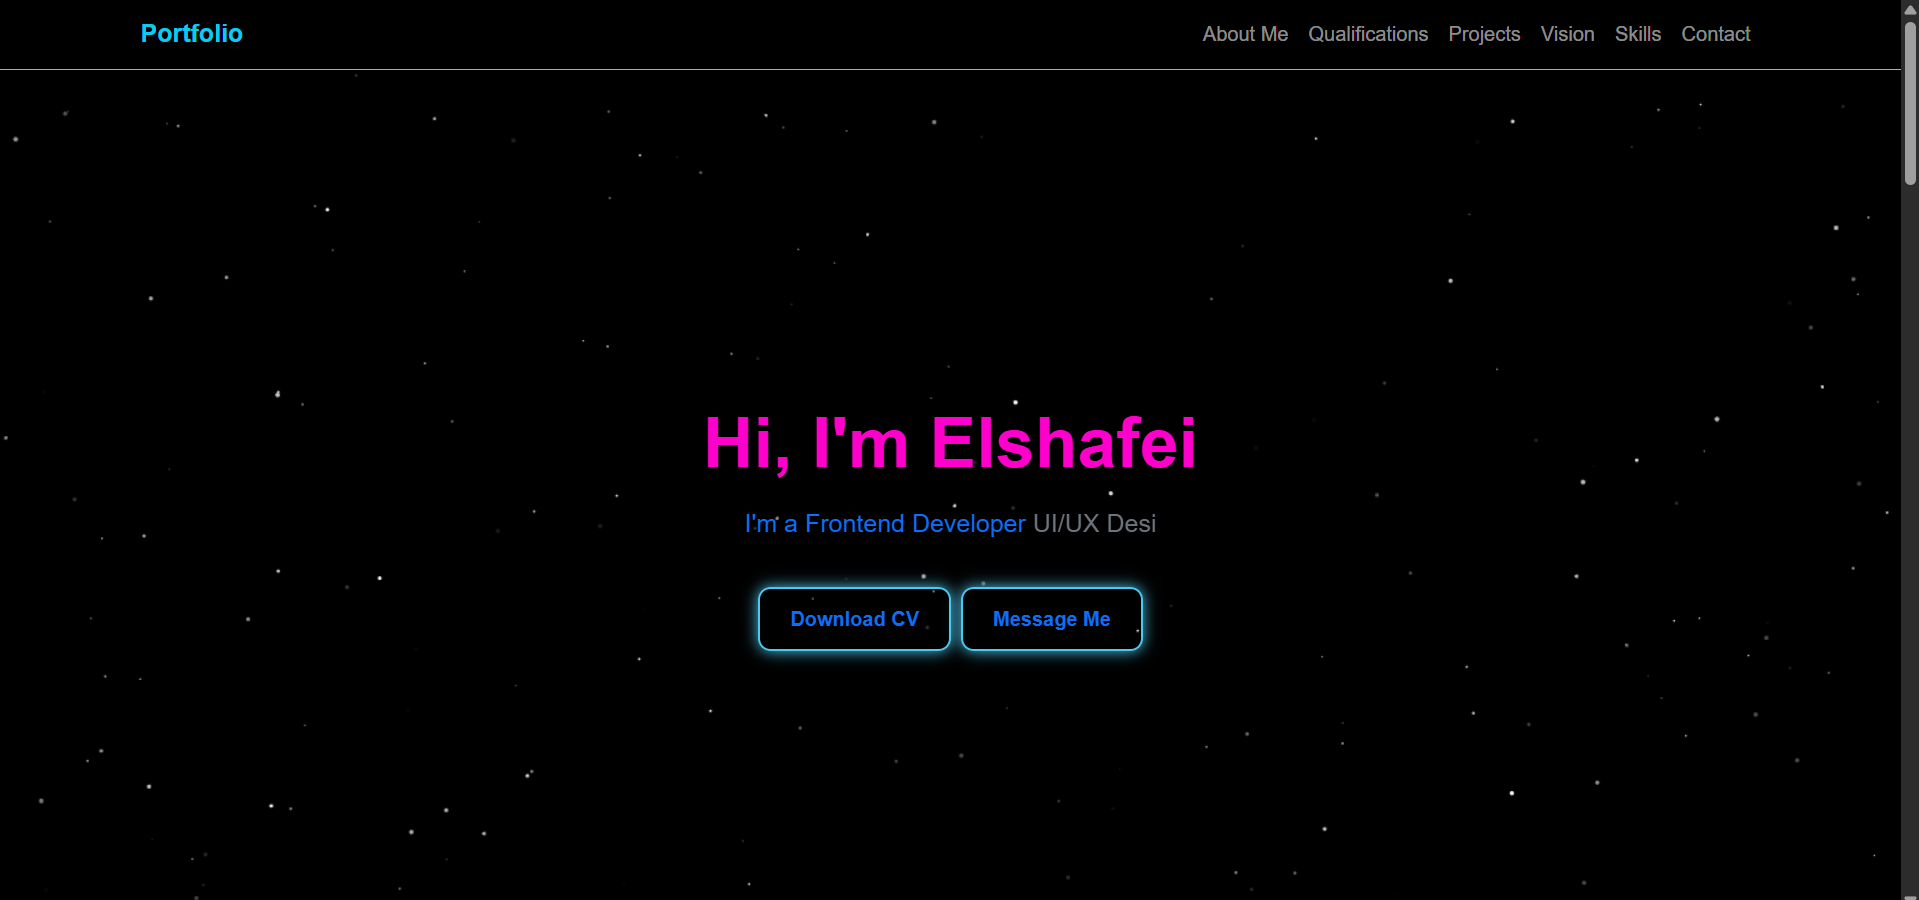 Portfolio
About Me Qualifications Projects Vision Skills Contact
Hi, I'm Elshafei
I'm a Frontend Developer UI/UX Desi
Download CV
Message Me